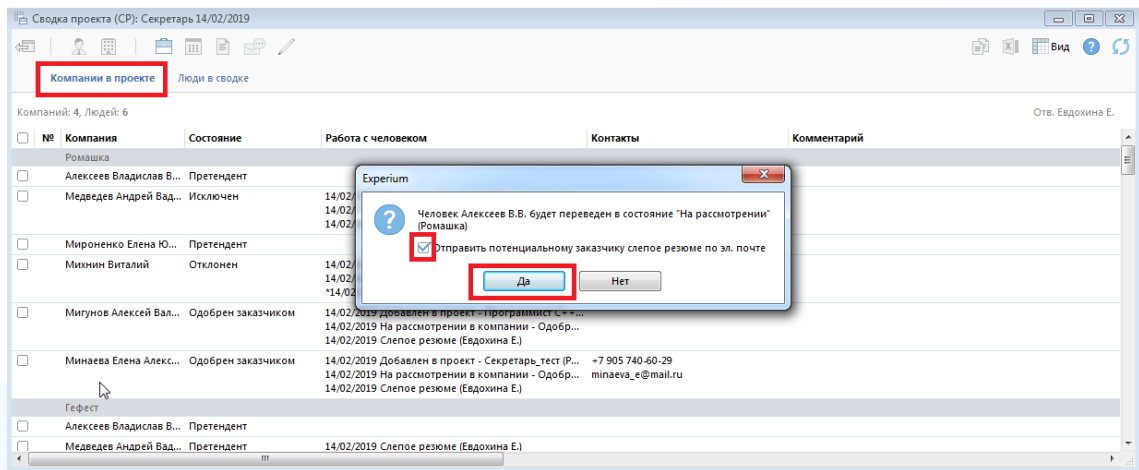 Сводка проекта (CP): Секретарь 14/02/2019
Вид
Компании в проекте Люди в сводке
Компаний: 4, Людей: 6 Отв. Евдохина Е.
№ Компания Состояние Работа с человеком Контакты Комментарий
Ромашка
Алексеев Владислав В... Претендент
Медведев Андрей Вад... Исключен 14/02/
14/02/
14/02/
Мироненко Елена Ю... Претендент
Михнин Виталий Отклонен 14/02/
14/02/
*14/02
Experium
Человек Алексеев В.В. будет переведен в состояние "На рассмотрении"
(Ромашка)
Отправить потенциальному заказчику слепое резюме по эл. почте
Да Нет
Мигунов Алексей Вал... Одобрен заказчиком 14/02/2019 Добавлен в проект - Программист C++...
14/02/2019 На рассмотрении в компании - Одобр...
14/02/2019 Слепое резюме (Евдохина Е.)
Минаева Елена Алекс... Одобрен заказчиком 14/02/2019 Добавлен в проект - Секретарь_тест (Р... +7 905 740-60-29
14/02/2019 На рассмотрении в компании - Одобр... minaeva_e@mail.ru
14/02/2019 Слепое резюме (Евдохина Е.)
Гефест
Алексеев Владислав В... Претендент
Медведев Андрей Вад... Претендент 14/02/2019 Слепое резюме (Евдохина Е.)